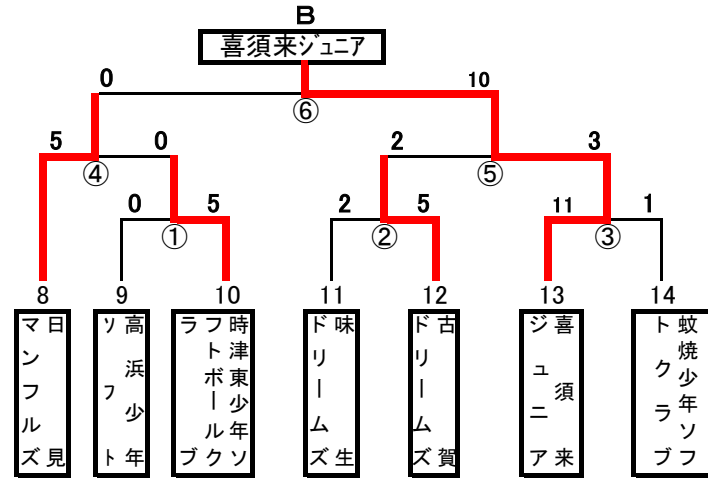 B
喜須来ジュニア
0
10
⑥
5
0
2
3
④
⑤
0
5
2
5
11
1
①
②
③
8
9
10
11
12
13
14
日見
マンフルズ
高浜少年
ソフト
時津東少年ソ
フトボールク
ラブ
味生
ドリームズ
古賀
ドリームズ
喜須来
ジュニア
蚊焼少年ソフ
トクラブ